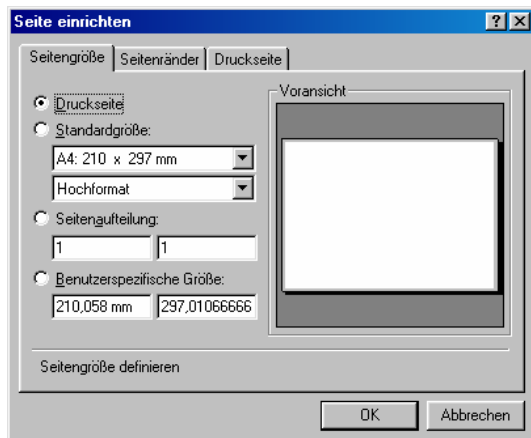 Seite einrichten
Seitengröße Seitenränder Druckseite
Druckseite
Standardgröße:
A4: 210 x 297 mm
Hochformat
Seitenaufteilung:
1 1
Benutzerspezifische Größe:
210,058 mm 297,01066666
Voransicht
Seitengröße definieren
OK Abbrechen